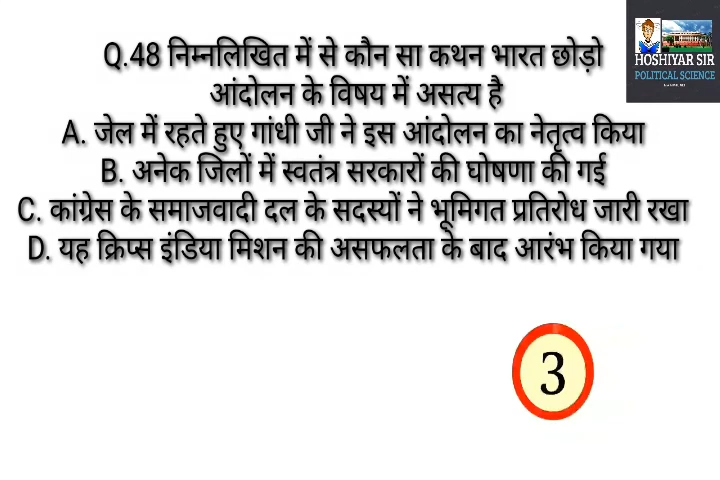 HOSHIYAR SIR
POLITICAL SCIENCE
Q.48 निम्नलिखित में से कौन सा कथन भारत छोड़ो
आंदोलन के विषय में असत्य है
A. जेल में रहते हुए गांधी जी ने इस आंदोलन का नेतृत्व किया
B. अनेक जिलों में स्वतंत्र सरकारों की घोषणा की गई
C. कांग्रेस के समाजवादी दल के सदस्यों ने भूमिगत प्रतिरोध जारी रखा
D. यह क्रिप्स इंडिया मिशन की असफलता के बाद आरंभ किया गया
3